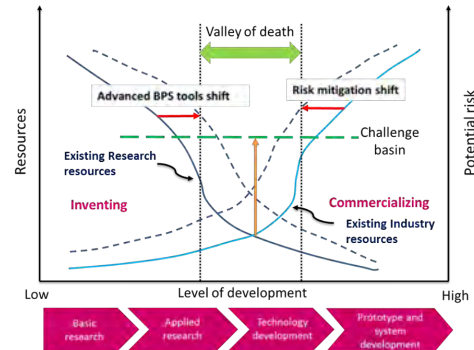 Valley of death
Resources
Potential risk
Advanced BPS tools shift
Risk mitigation shift
Challenge
basin
Existing Research
resources
Inventing
Commercializing
Existing Industry
resources
Low
Level of development
High
Basic
research
Applied
research
Technology
development
Prototype and
system
development